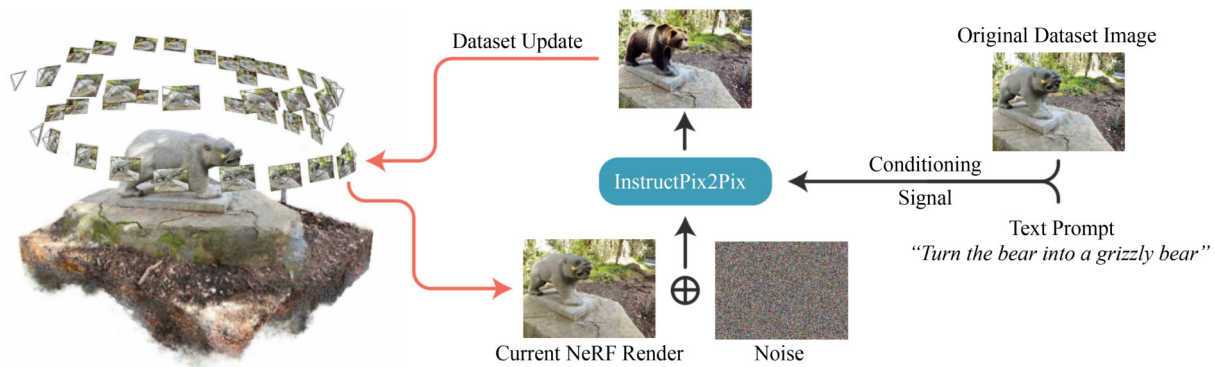 Dataset Update
Original Dataset Image
InstructPix2Pix
Conditioning
Signal
Text Prompt
“Turn the bear into a grizzly bear”
Current NeRF Render
Noise